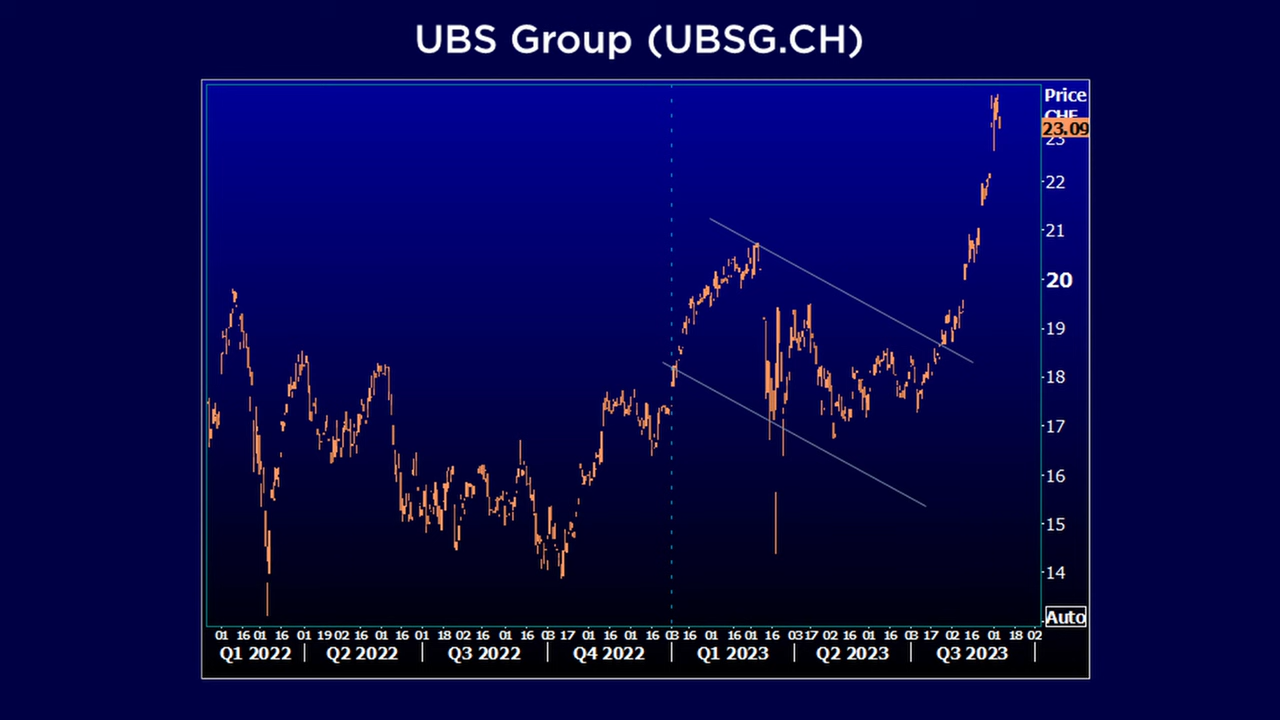 UBS Group (UBSG.CH)
Price
CHF
23.09
23
22
21
20
19
18
17
16
15
14
Auto
01 16 01 16 01 19 02 16 01 16 01 18 02 16 01 16 03 17 01 16 01 16 03 16 01 16 01 16 03 17 02 16 01 16 03 17 02 16 01 18 02
Q1 2022 Q2 2022 Q3 2022 Q4 2022 Q1 2023 Q2 2023 Q3 2023